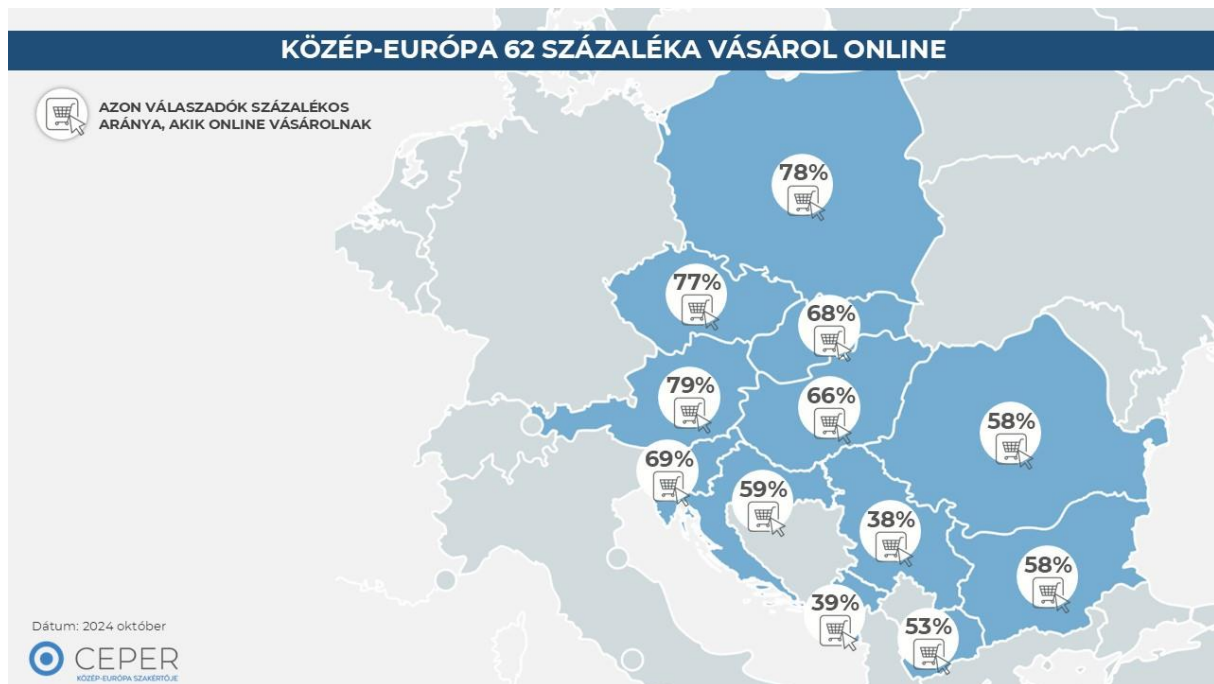 KÖZÉP-EURÓPA 62 SZÁZALÉKA VÁSÁROL ONLINE
AZON VÁLASZADÓK SZÁZALÉKOS
ARÁNYA, AKIK ONLINE VÁSÁROLNAK
78%
77%
68%
79%
66%
58%
69%
59%
38%
58%
39%
53%
Dátum: 2024 október
CEPER
KÖZÉP-EURÓPA SZAKÉRTŐJE